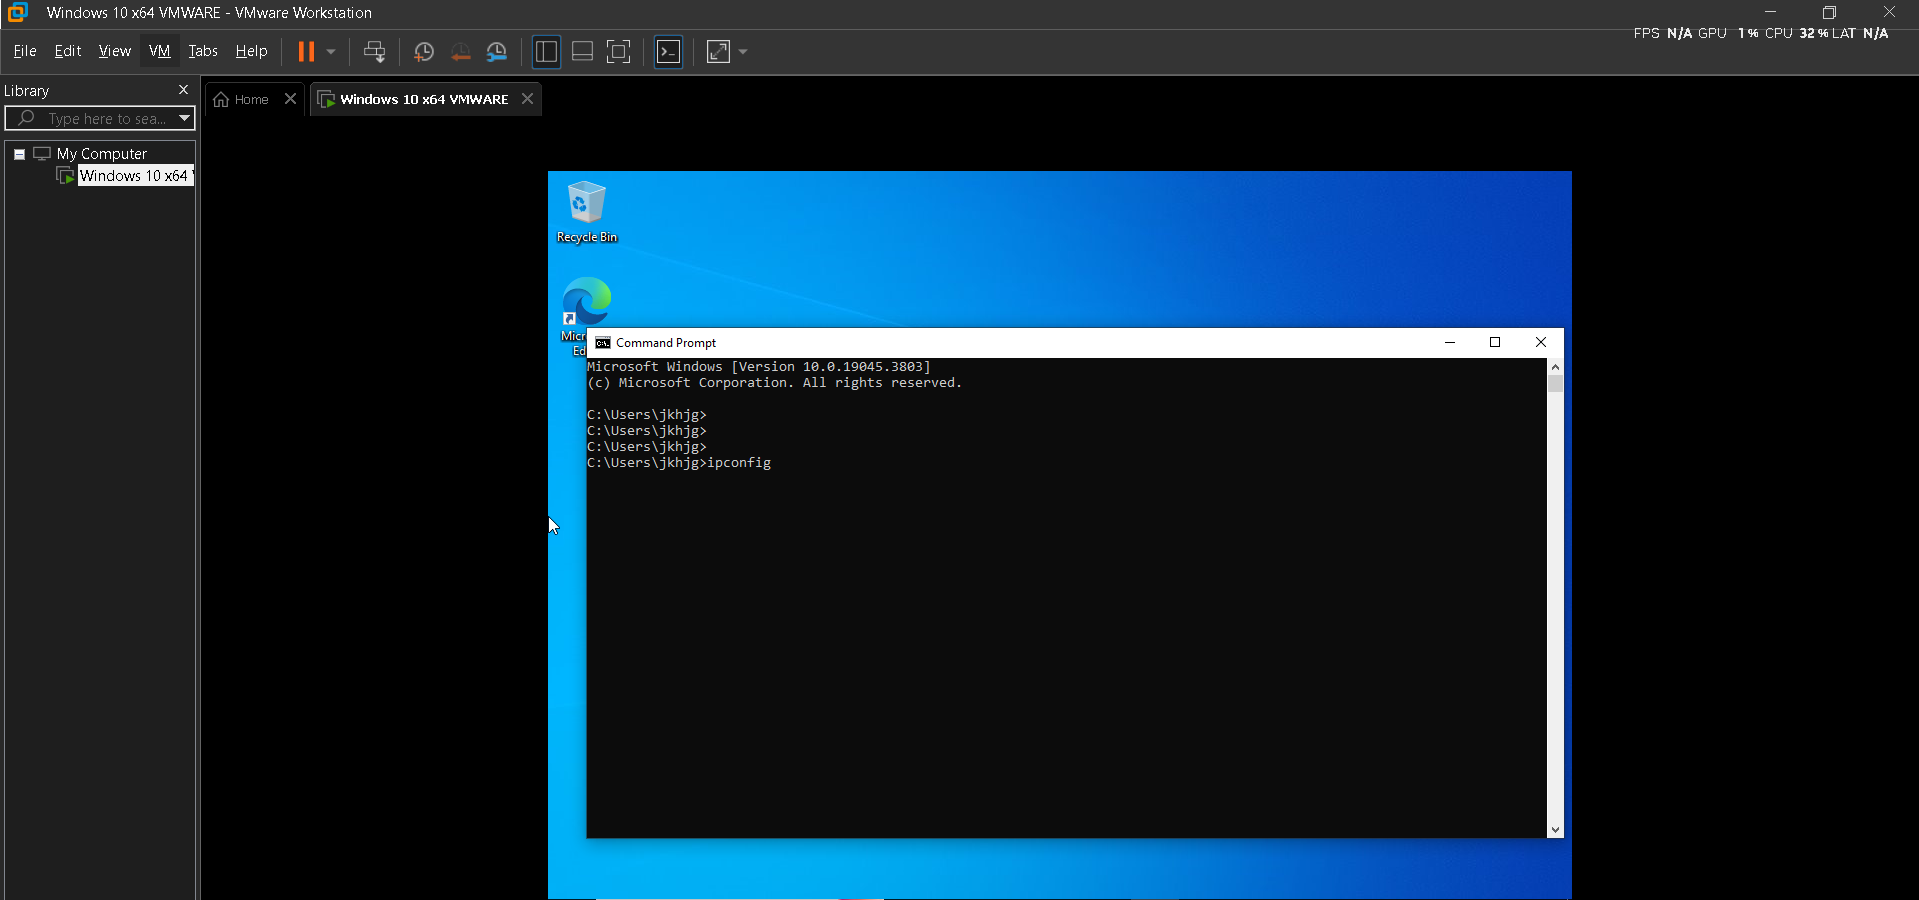 Windows 10 x64 VMWARE - VMware Workstation
FPS N/A GPU 1% CPU 32% LAT N/A
File Edit View VM Tabs Help
Library
Type here to sea...
My Computer
Windows 10 x64
Home
Windows 10 x64 VMWARE
Recycle Bin
Micr
Ed
Command Prompt
Microsoft Windows [Version 10.0.19045.3803]
(c) Microsoft Corporation. All rights reserved.
C:\Users\jkhjg>
C:\Users\jkhjg>
C:\Users\jkhjg>
C:\Users\jkhjg>ipconfig